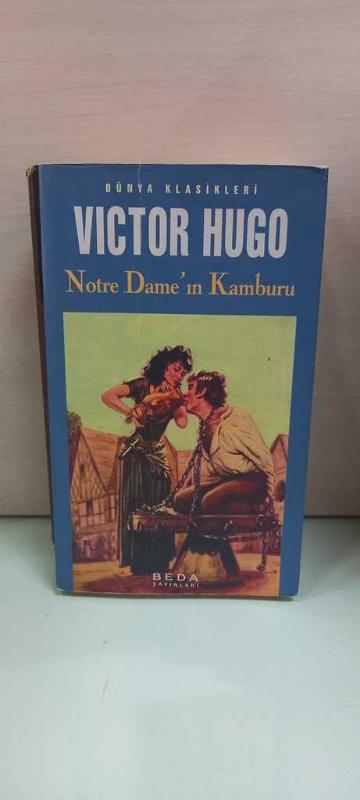 DÜNYA KLASİKLERİ
VICTOR HUGO
Notre Dame'ın Kamburu
BEDA
YAYINLARI